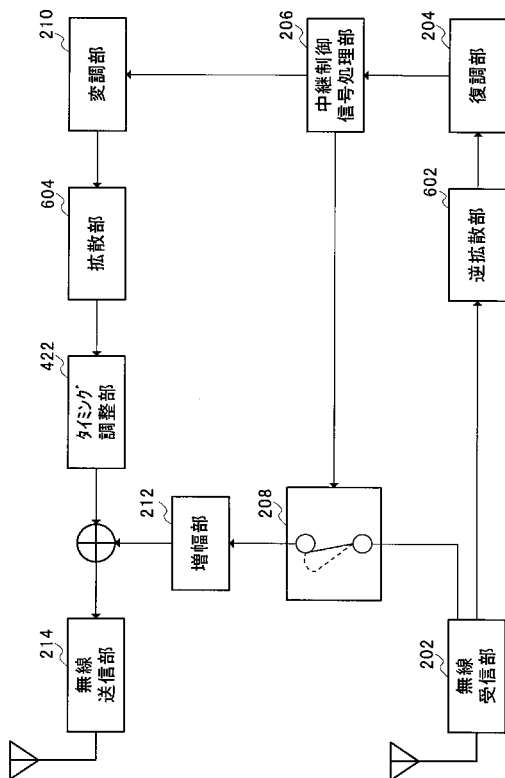 202
無線
受信部
602
逆拡散部
204
復調部
208
206
中継制御
信号処理部
212
増幅部
214
無線
送信部
422
タイミング
調整部
604
拡散部
210
変調部